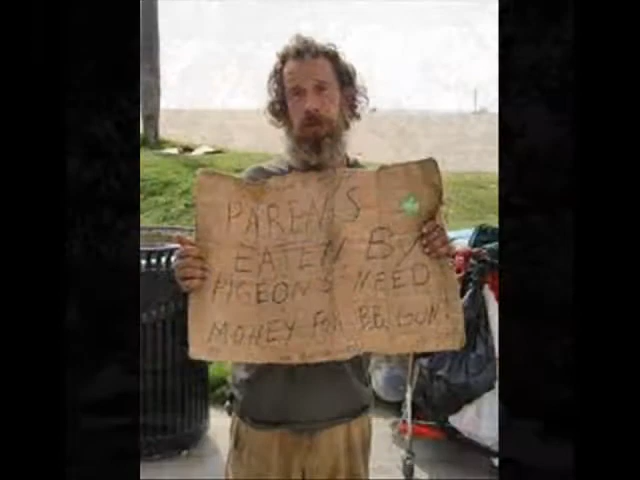 PARENTS
EATEN BY
PIGEONS NEED
MONEY FOR BB GUN!